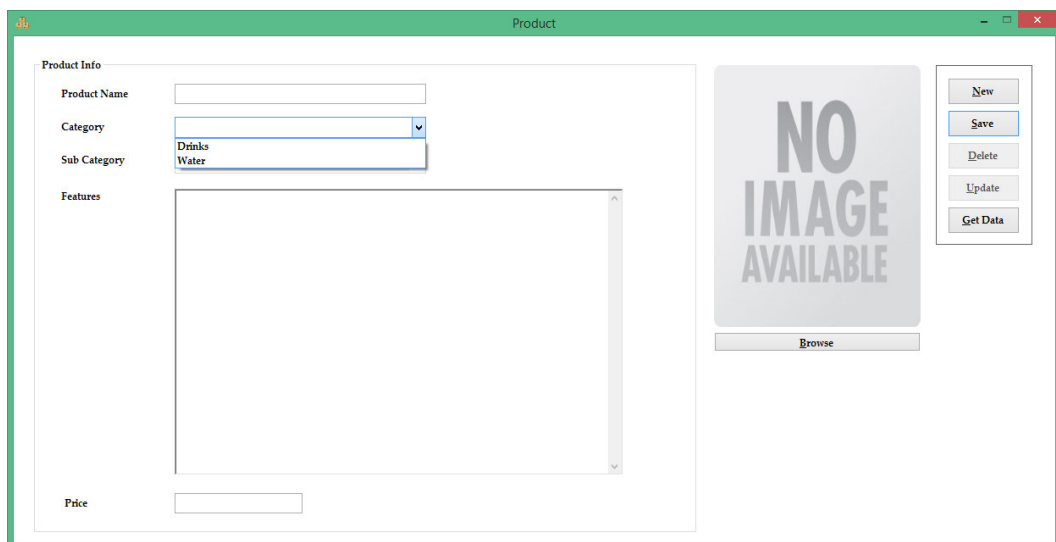 Product
Product Info
Product Name
Category
Drinks
Water
Sub Category
Features
Price
NO
IMAGE
AVAILABLE
Browse
New
Save
Delete
Update
Get Data